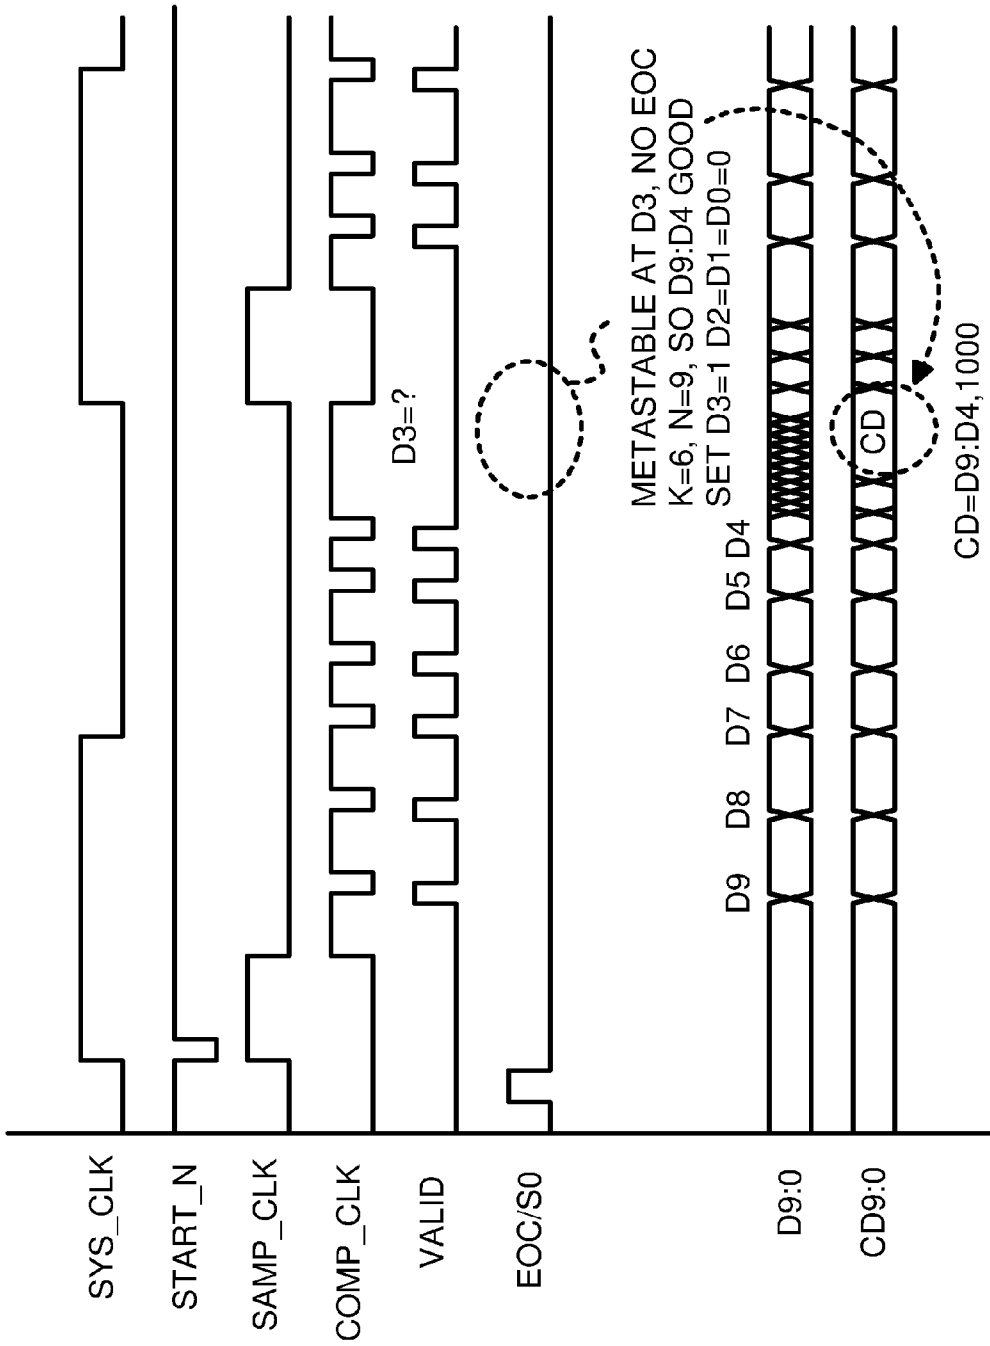 SYS_CLK
START_N
SAMP_CLK
COMP_CLK
D3=?
VALID
EOC/S0
METASTABLE AT D3, NO EOC
K=6, N=9, SO D9:D4 GOOD
SET D3=1 D2=D1=D0=0
D9 D8 D7 D6 D5 D4
D9:0
CD9:0 CD
CD=D9:D4,1000